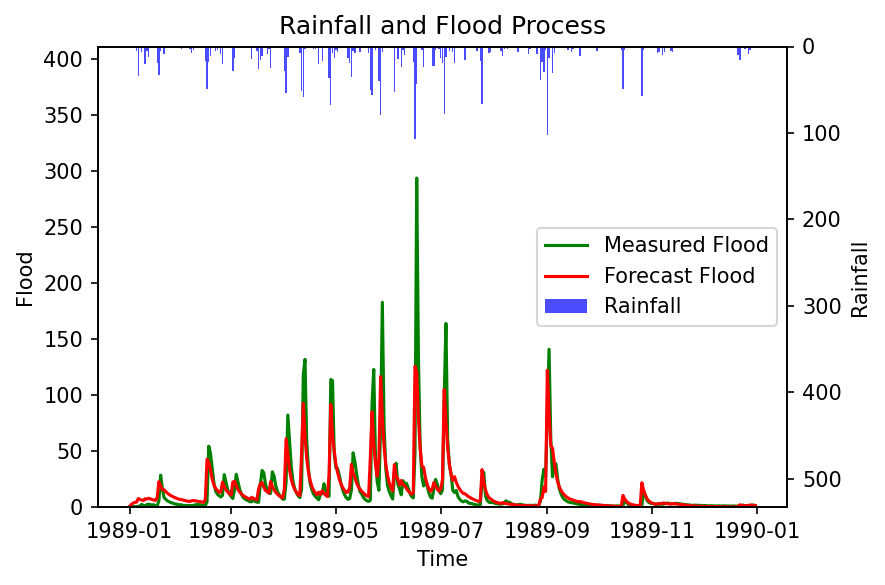 Rainfall and Flood Process
400
350
300
250
200
150
100
50
0
Flood
0
100
200
300
400
500
Rainfall
Measured Flood
Forecast Flood
Rainfall
1989-01 1989-03 1989-05 1989-07 1989-09 1989-11 1990-01
Time